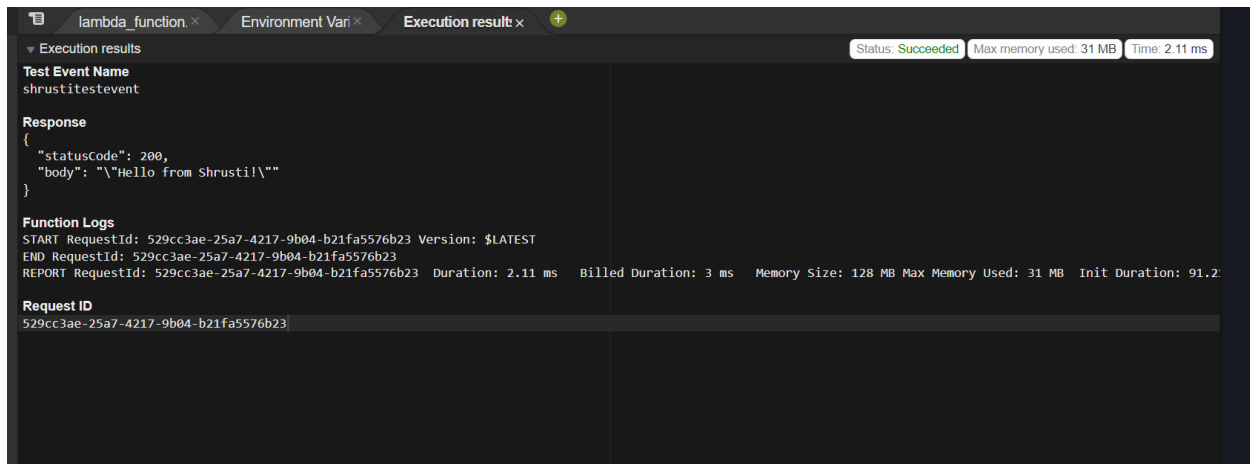 lambda_function. × Environment Vari × Execution result: ×
Execution results Status: Succeeded Max memory used: 31 MB Time: 2.11 ms
Test Event Name
shrustitestevent
Response
{
"statusCode": 200,
"body": "\"Hello from Shrusti!\""
}
Function Logs
START RequestId: 529cc3ae-25a7-4217-9b04-b21fa5576b23 Version: $LATEST
END RequestId: 529cc3ae-25a7-4217-9b04-b21fa5576b23
REPORT RequestId: 529cc3ae-25a7-4217-9b04-b21fa5576b23 Duration: 2.11 ms Billed Duration: 3 ms Memory Size: 128 MB Max Memory Used: 31 MB Init Duration: 91.2
Request ID
529cc3ae-25a7-4217-9b04-b21fa5576b23